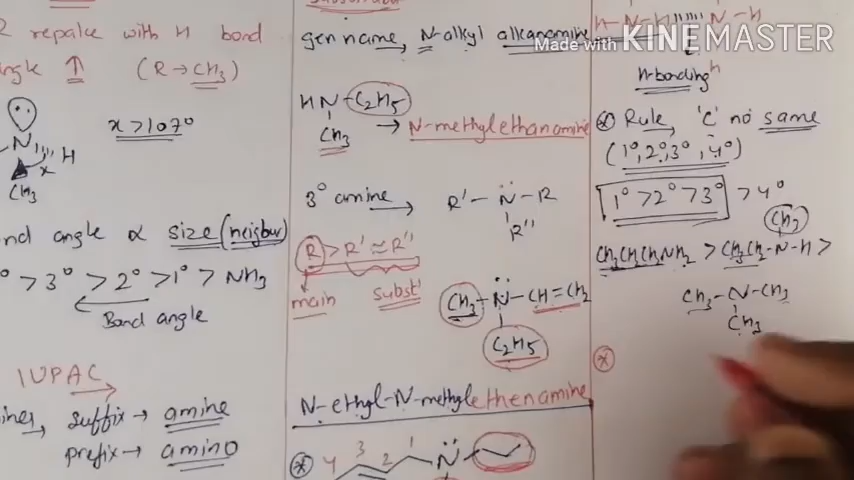 2 repalce with H bond
angle ↑ (R → CH3)
x > 107°
N
H
x
CH3
angle ∝ size (neigbur)
> 3° > 2° > 1° > NH3
Bond angle
IUPAC
suffix → amine
prefix → amino
gen name → N-alkyl alkanamine
HN-C2H5
CH3
→ N-methylethanamine
3° amine → R'-N-R
R''
R > R' ≈ R''
main subst'
CH3-N-CH=CH2
C2H5
N-ethyl-N-methylethenamine
4 3 2 1 N
Made with KINEMASTER
H-N-H N-H
H-bonding
Rule → 'C' no same
(1°, 2°, 3°, 4°)
1° > 2° > 3° > 4°
CH3CH2CH2NH2 > CH3CH2-N-H >
CH3-N-CH3
CH3